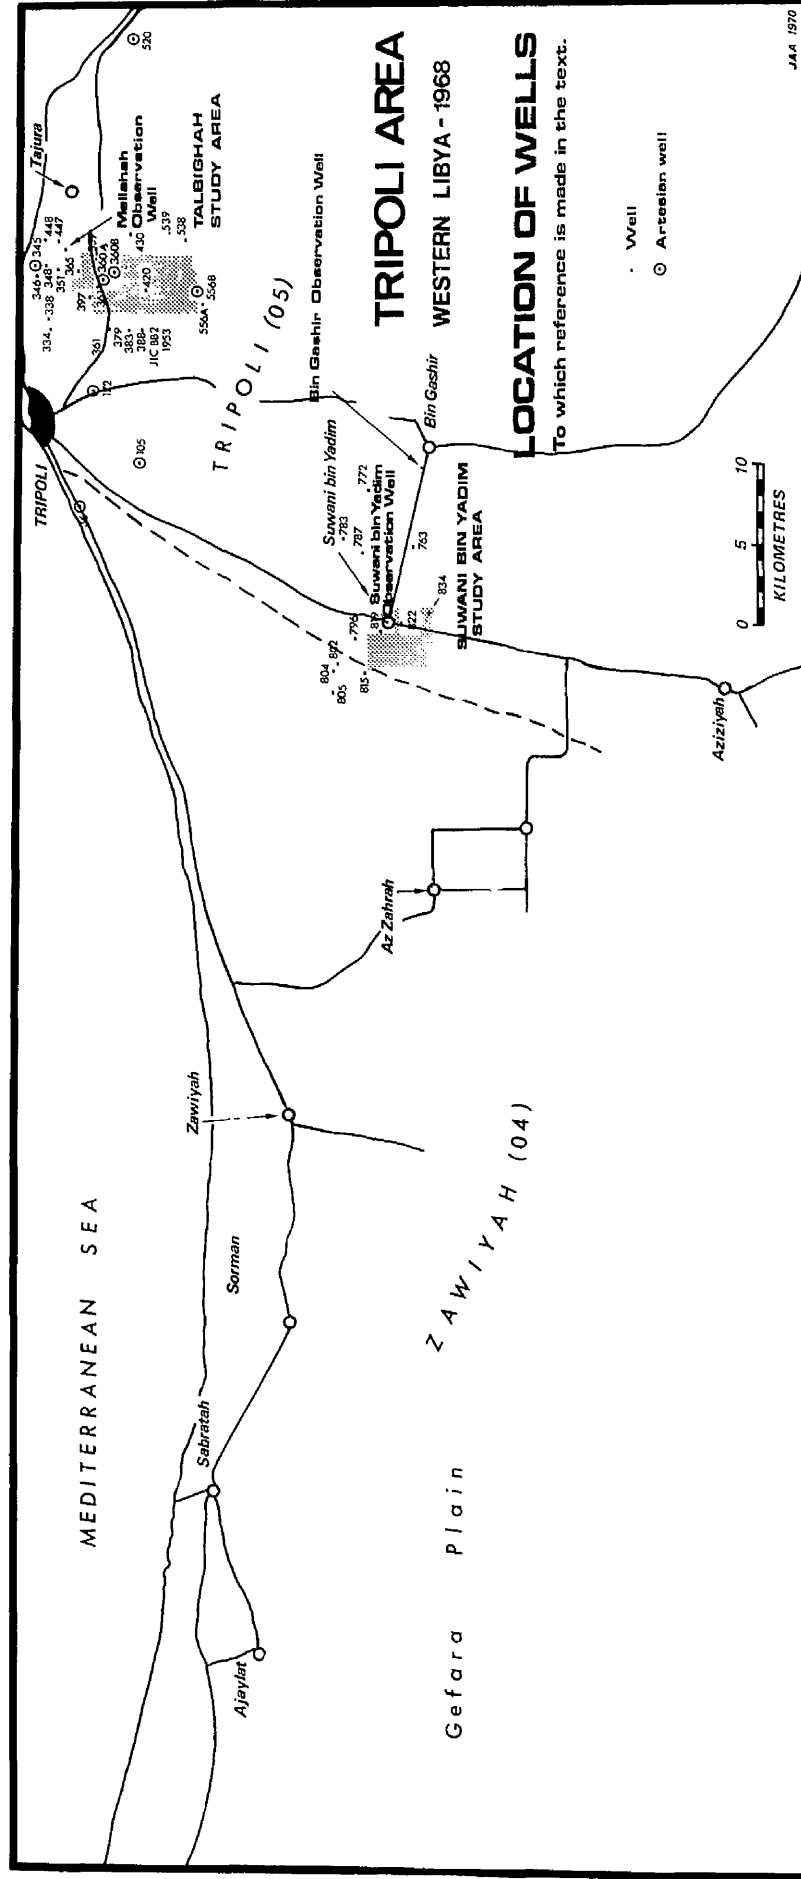 TRIPOLI AREA
WESTERN LIBYA - 1968
LOCATION OF WELLS
To which reference is made in the text.
· Well
⊙ Artesian well
MEDITERRANEAN SEA
Ajaylat
Sabratah
Sorman
Zawiyah
Gefara Plain
ZAWIYAH (04)
Az Zahrah
Aziziyah
TRIPOLI
TRIPOLI (05)
Tajura
Mallahah
Observation
Well
TALBIGHAH
STUDY AREA
Suwani bin Yadim
Suwani bin Yadim
Observation Well
SUWANI BIN YADIM
STUDY AREA
Bin Gashir Observation Well
Bin Gashir
334
338
346
345
348
351
365
448
447
397
360A
360B
430
420
539
538
556A
556B
361
379
383
388
JIC 882
1953
520
122
105
804
802
805
796
815
819
822
834
783
787
772
763
0 5 10
KILOMETRES
JAA 1970